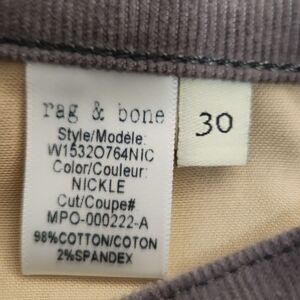 rag & bone
Style/Modèle:
W1532O764NIC
Color/Couleur:
NICKLE
Cut/Coupe#
MPO-000222-A
98%COTTON/COTON
2%SPANDEX
30